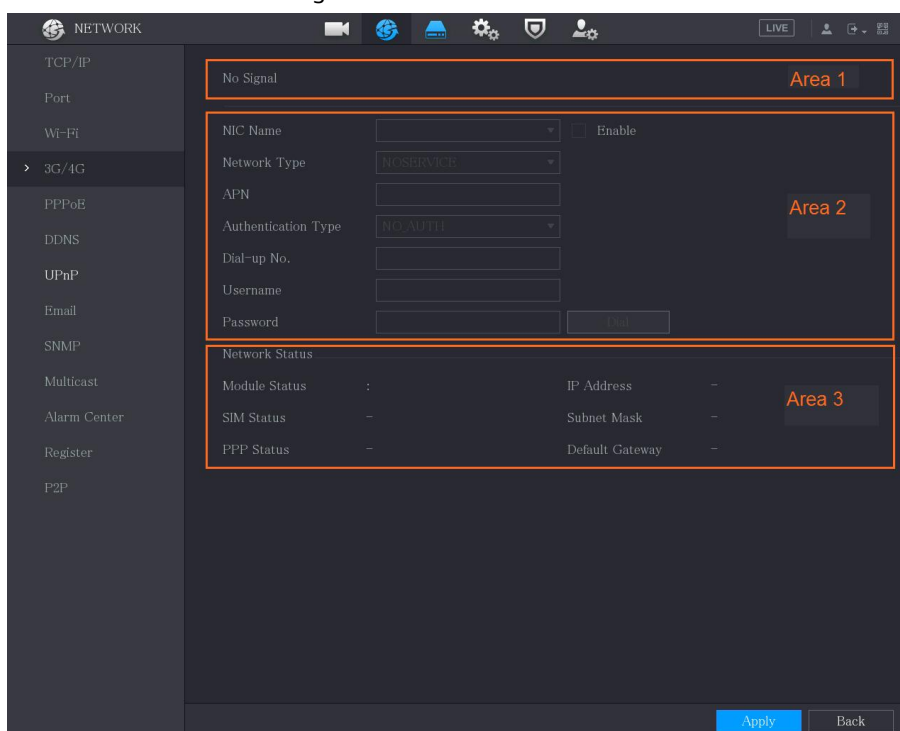 NETWORK
LIVE
TCP/IP
Port
Wi-Fi
3G/4G
PPPoE
DDNS
UPnP
Email
SNMP
Multicast
Alarm Center
Register
P2P
No Signal
Area 1
NIC Name
Enable
Network Type NOSERVICE
APN
Area 2
Authentication Type NO_AUTH
Dial-up No.
Username
Password Dial
Network Status
Module Status : IP Address -
Area 3
SIM Status - Subnet Mask -
PPP Status - Default Gateway -
Apply Back